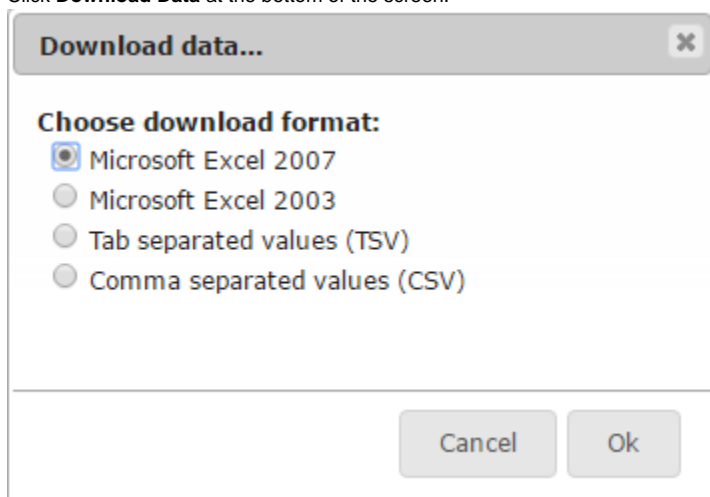 Click Download Data at the bottom of the screen.
Download data...
Choose download format:
Microsoft Excel 2007
Microsoft Excel 2003
Tab separated values (TSV)
Comma separated values (CSV)
Cancel Ok